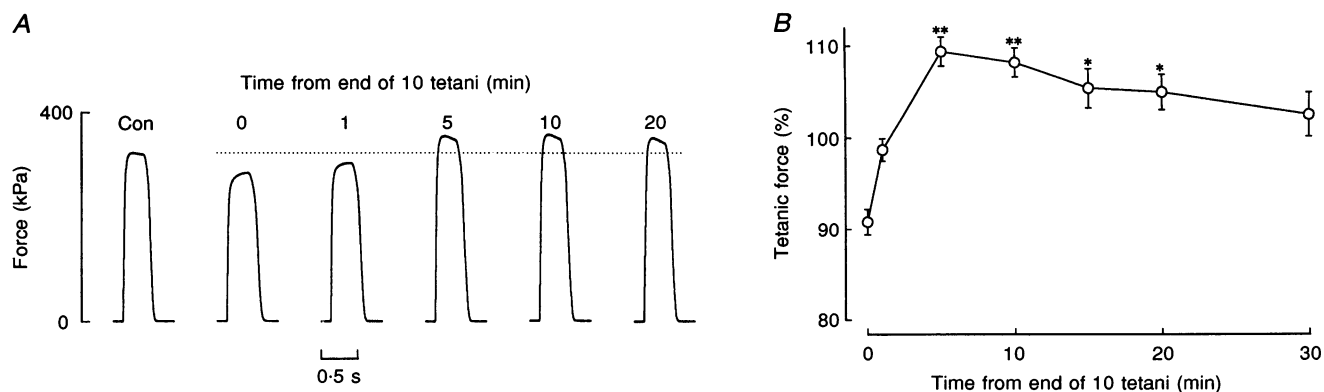 A
Time from end of 10 tetani (min)
400
Con 0 1 5 10 20
Force (kPa)
0
0·5 s
B
110
100
90
80
Tetanic force (%)
** ** * *
0 10 20 30
Time from end of 10 tetani (min)